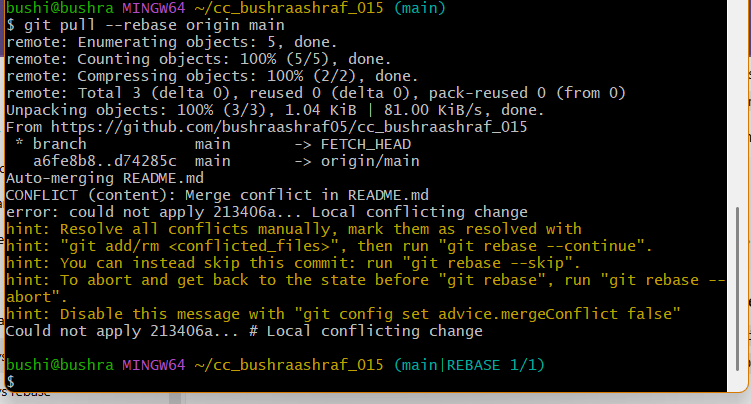 bushi@bushra MINGW64 ~/cc_bushraashraf_015 (main)
$ git pull --rebase origin main
remote: Enumerating objects: 5, done.
remote: Counting objects: 100% (5/5), done.
remote: Compressing objects: 100% (2/2), done.
remote: Total 3 (delta 0), reused 0 (delta 0), pack-reused 0 (from 0)
Unpacking objects: 100% (3/3), 1.04 KiB | 81.00 KiB/s, done.
From https://github.com/bushraashraf05/cc_bushraashraf_015
 * branch            main       -> FETCH_HEAD
   a6fe8b8..d74285c  main       -> origin/main
Auto-merging README.md
CONFLICT (content): Merge conflict in README.md
error: could not apply 213406a... Local conflicting change
hint: Resolve all conflicts manually, mark them as resolved with
hint: "git add/rm <conflicted_files>", then run "git rebase --continue".
hint: You can instead skip this commit: run "git rebase --skip".
hint: To abort and get back to the state before "git rebase", run "git rebase --
abort".
hint: Disable this message with "git config set advice.mergeConflict false"
Could not apply 213406a... # Local conflicting change
bushi@bushra MINGW64 ~/cc_bushraashraf_015 (main|REBASE 1/1)
$
rebase